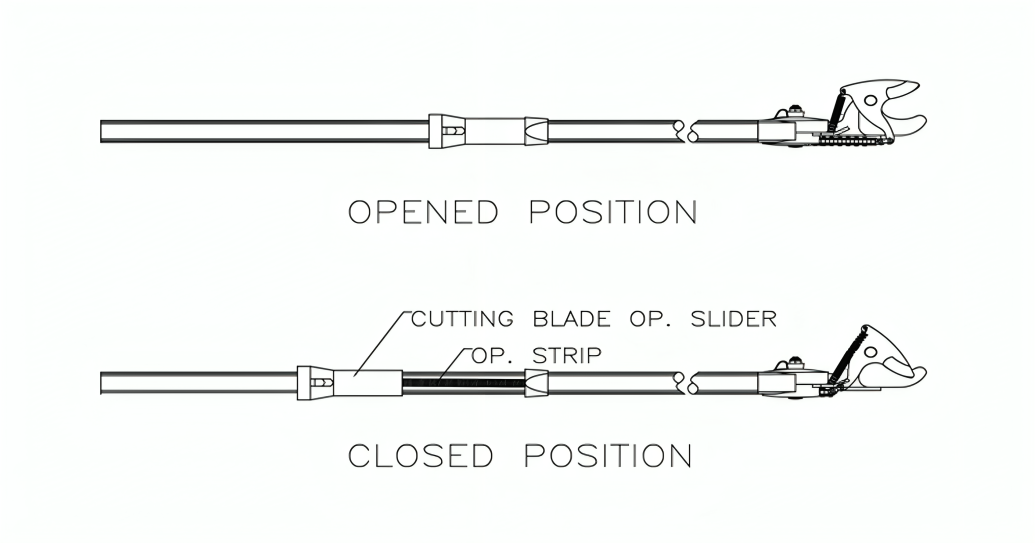 OPENED POSITION
CUTTING BLADE OP. SLIDER
OP. STRIP
CLOSED POSITION